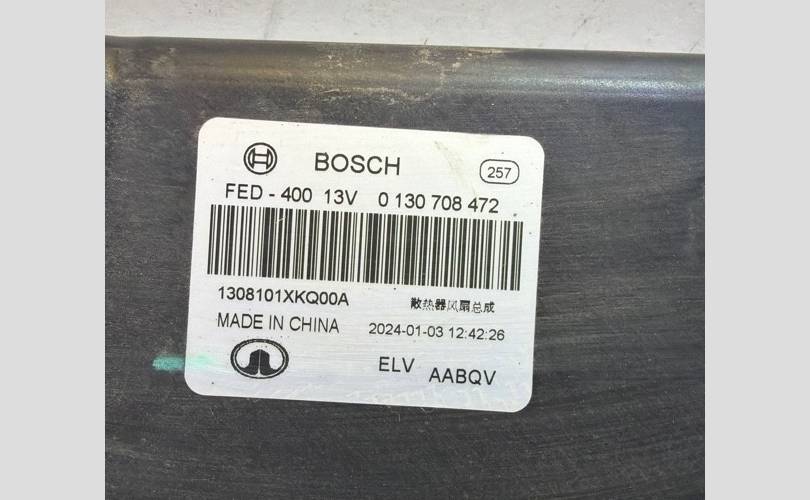 BOSCH 257
FED - 400 13V 0 130 708 472
1308101XKQ00A 散热器风扇总成
MADE IN CHINA 2024-01-03 12:42:26
ELV AABQV